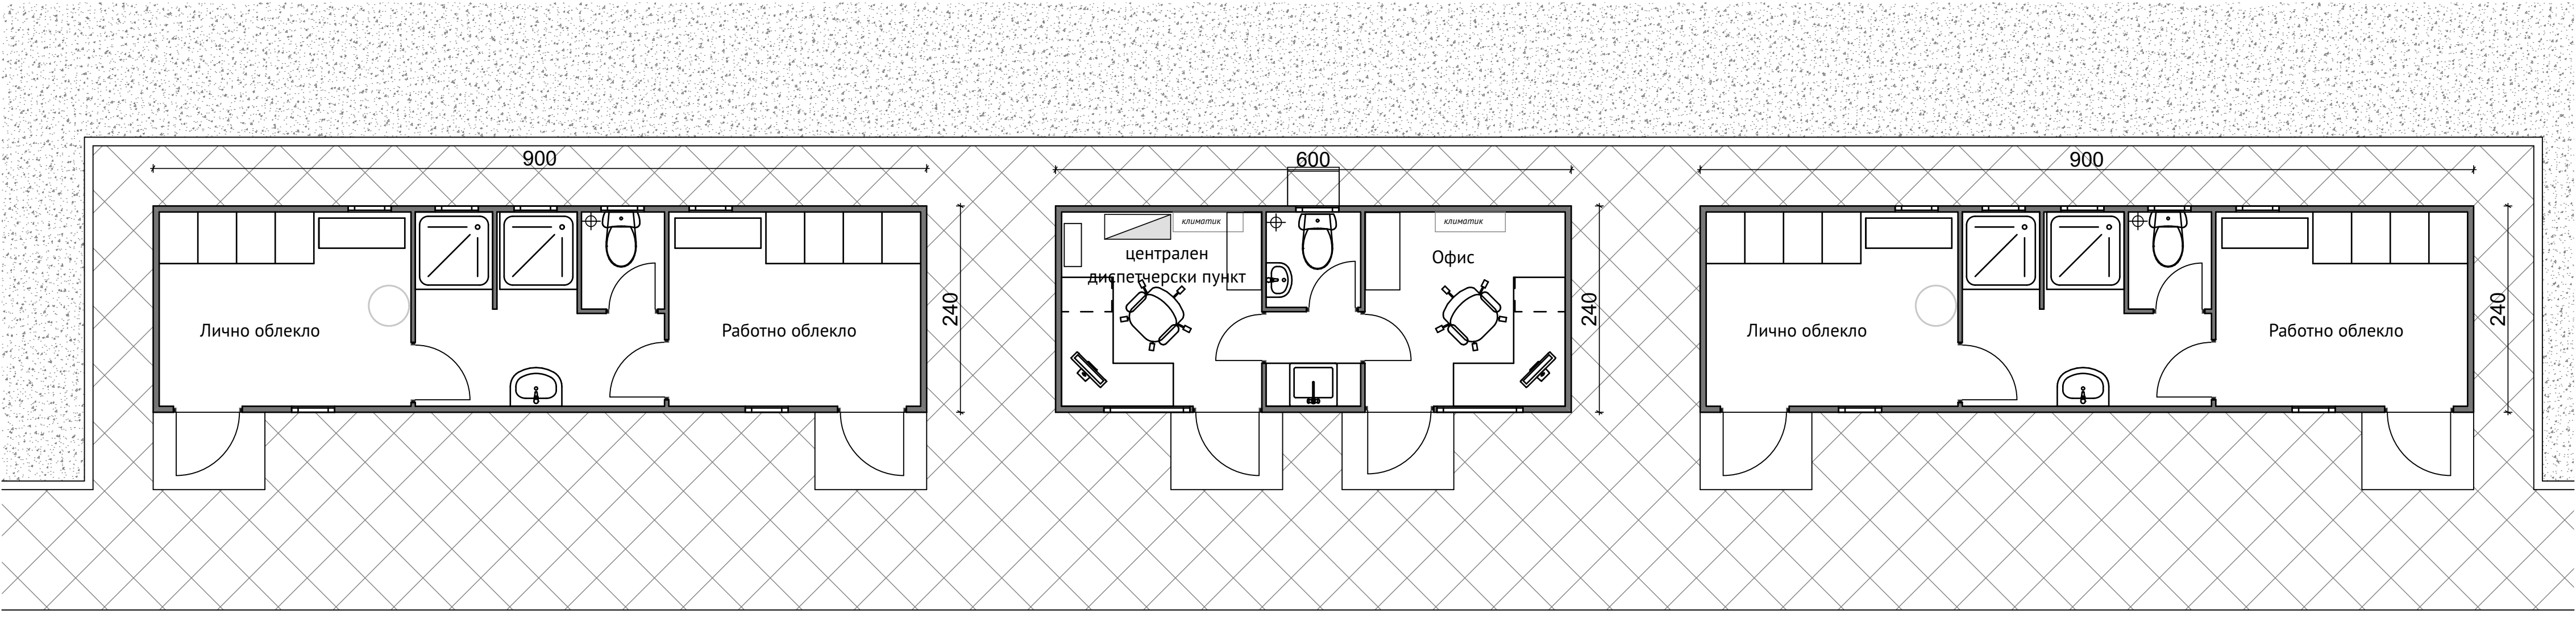 900
600
900
климатик
климатик
централен
диспетчерски пункт
Офис
240
240
240
Лично облекло
Работно облекло
Лично облекло
Работно облекло